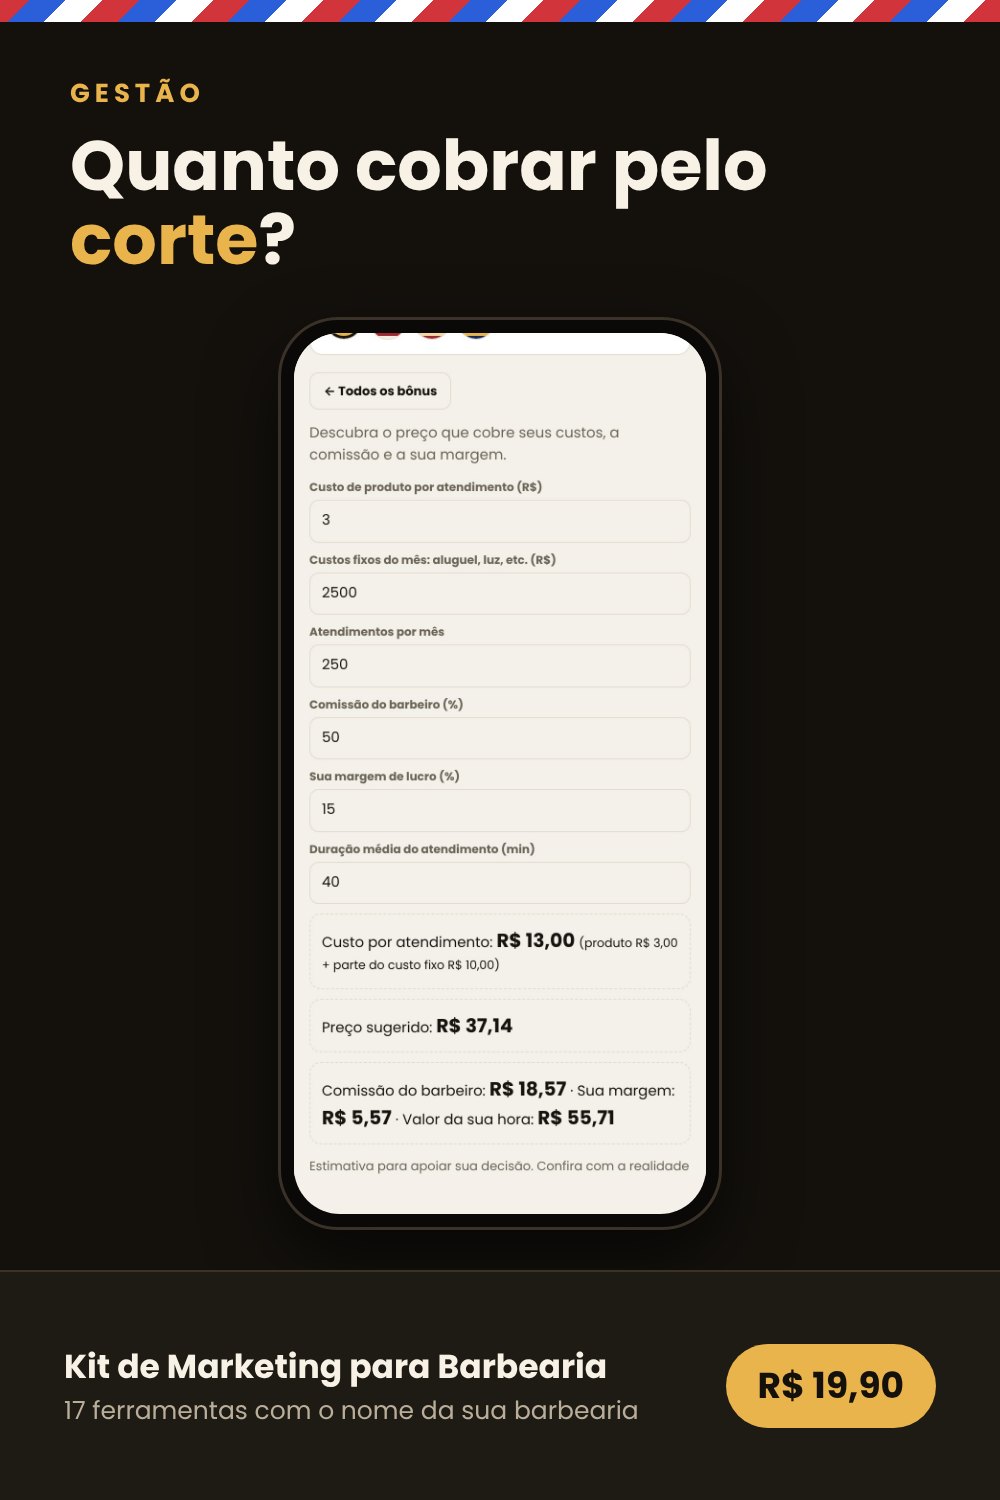 GESTÃO
Quanto cobrar pelo
corte?
← Todos os bônus
Descubra o preço que cobre seus custos, a
comissão e a sua margem.
Custo de produto por atendimento (R$)
3
Custos fixos do mês: aluguel, luz, etc. (R$)
2500
Atendimentos por mês
250
Comissão do barbeiro (%)
50
Sua margem de lucro (%)
15
Duração média do atendimento (min)
40
Custo por atendimento: R$ 13,00 (produto R$ 3,00
+ parte do custo fixo R$ 10,00)
Preço sugerido: R$ 37,14
Comissão do barbeiro: R$ 18,57 · Sua margem:
R$ 5,57 · Valor da sua hora: R$ 55,71
Estimativa para apoiar sua decisão. Confira com a realidade
Kit de Marketing para Barbearia
17 ferramentas com o nome da sua barbearia
R$ 19,90